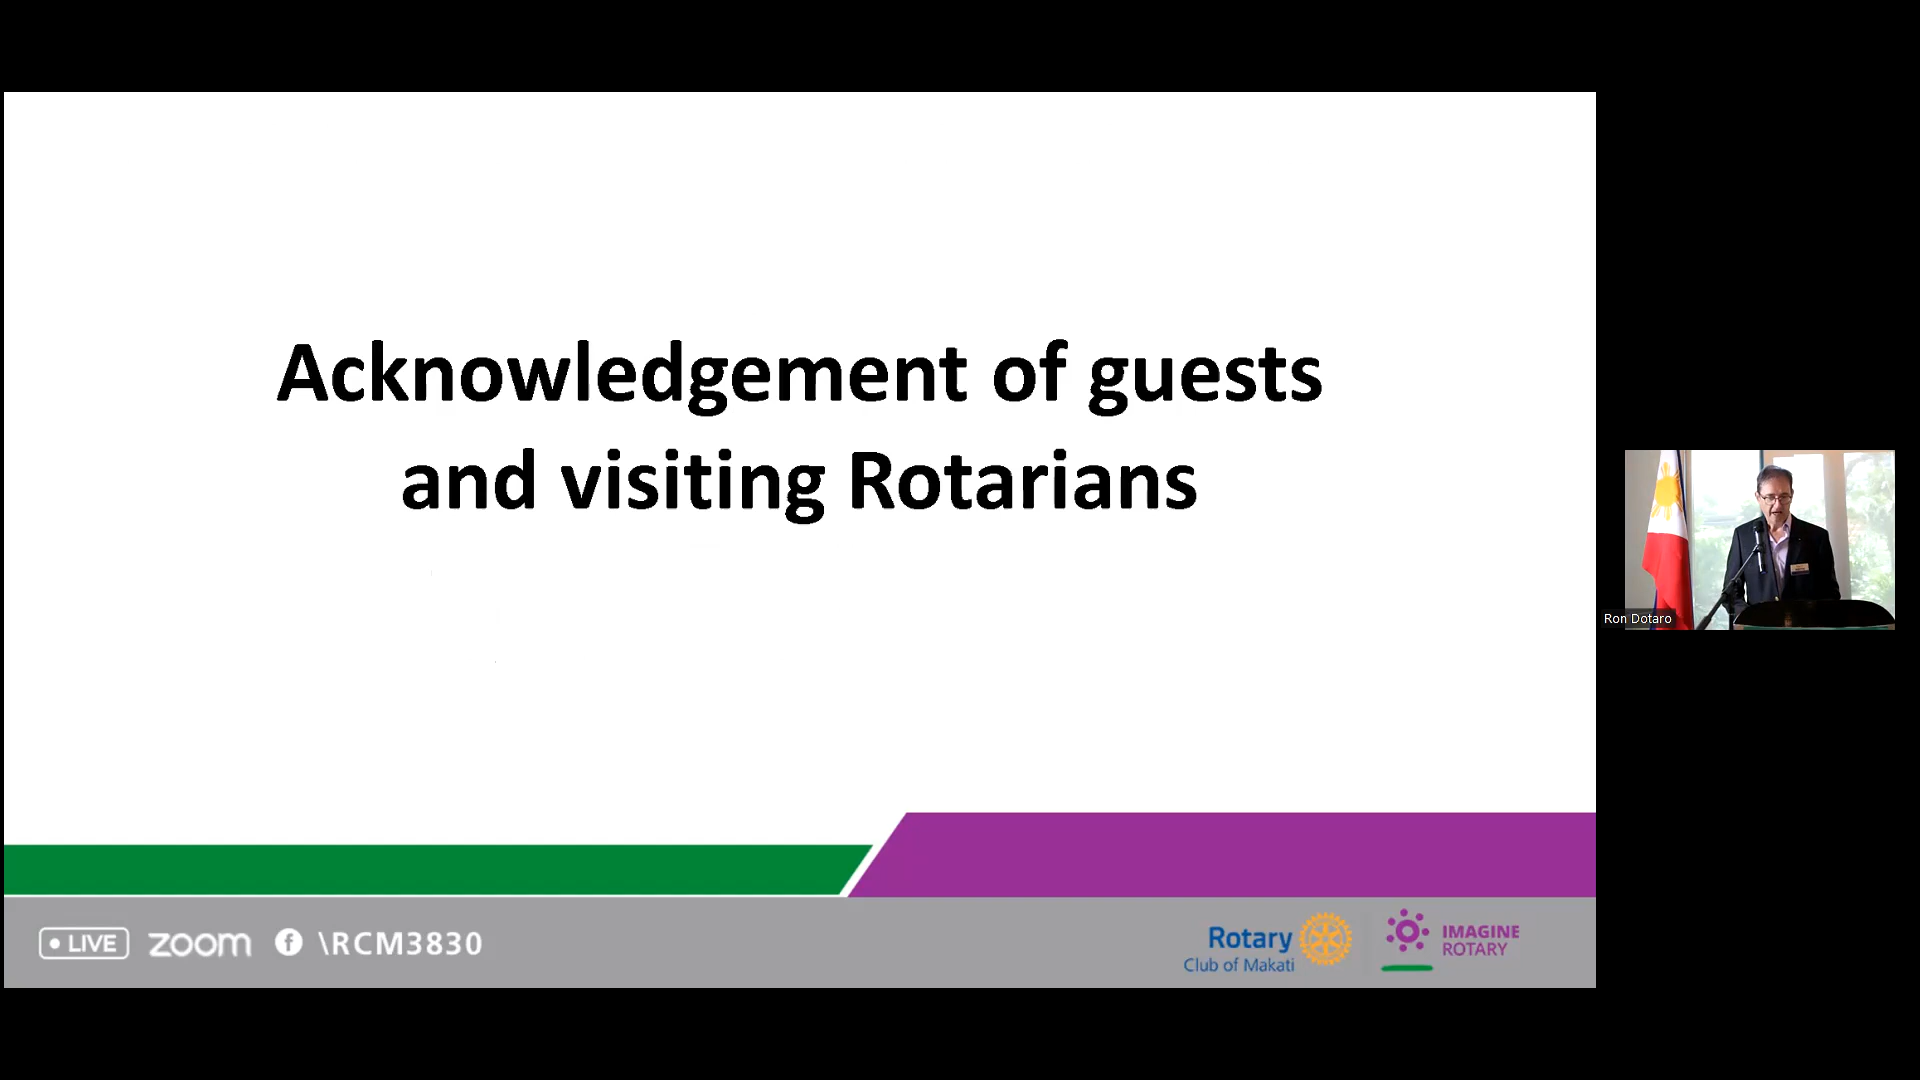 Acknowledgement of guests
and visiting Rotarians
Ron Dotaro
LIVE zoom f \RCM3830
Rotary
Club of Makati
IMAGINE
ROTARY